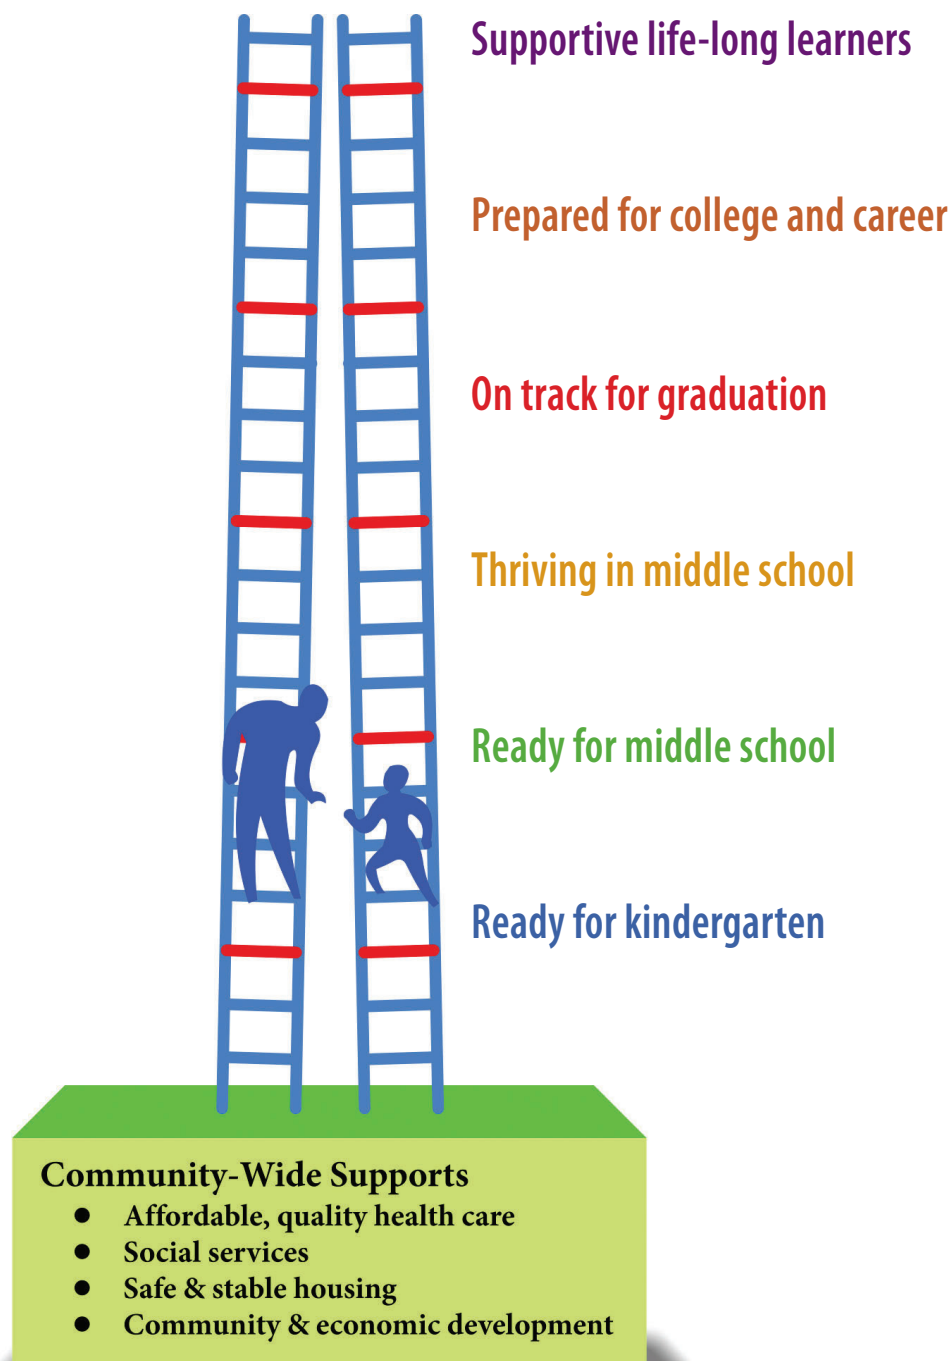 Supportive life-long learners
Prepared for college and career
On track for graduation
Thriving in middle school
Ready for middle school
Ready for kindergarten
Community-Wide Supports
● Affordable, quality health care
● Social services
● Safe & stable housing
● Community & economic development